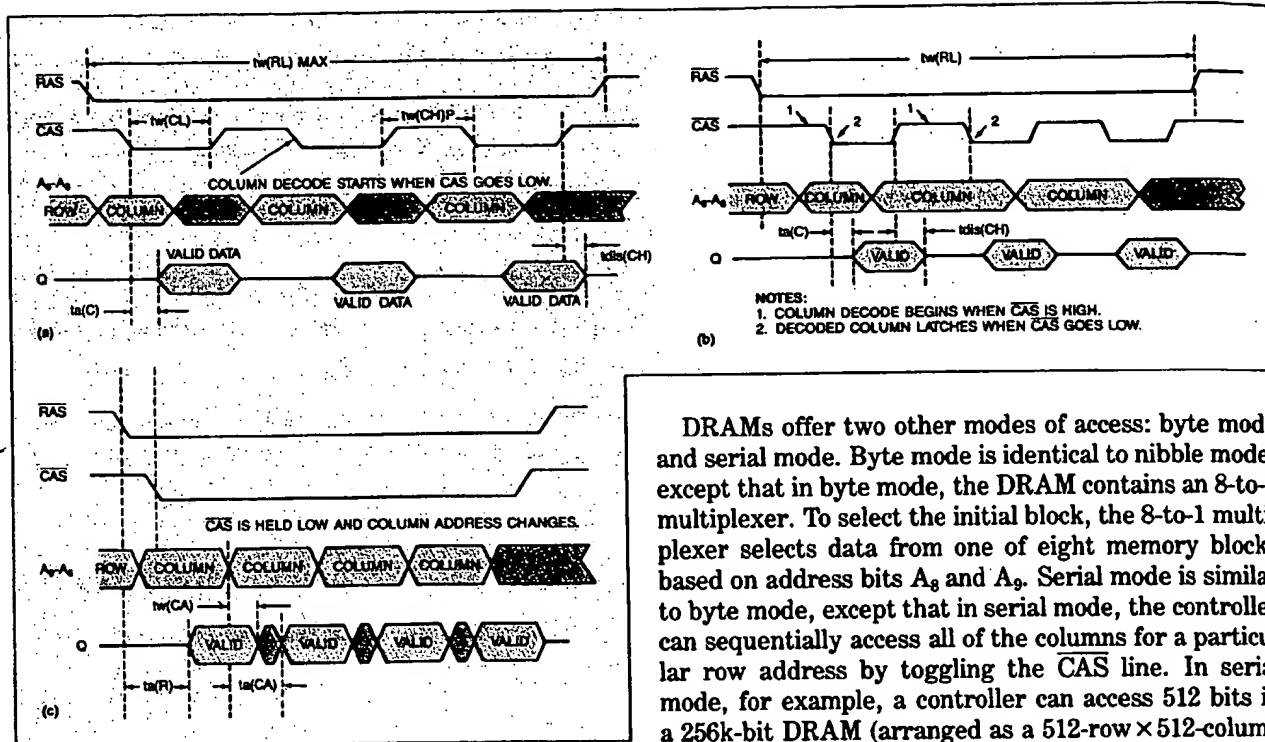 tw(RL) MAX
RAS
tw(CL)
tw(CH)P
CAS
COLUMN DECODE STARTS WHEN CAS GOES LOW.
ROW COLUMN COLUMN COLUMN
VALID DATA
tdis(CH)
Q
VALID DATA VALID DATA
ta(C)
(a)
tw(RL)
RAS
1 1
CAS 2 2
ROW COLUMN COLUMN COLUMN
ta(C) tdis(CH)
Q VALID VALID VALID
NOTES:
1. COLUMN DECODE BEGINS WHEN CAS IS HIGH.
2. DECODED COLUMN LATCHES WHEN CAS GOES LOW.
(b)
RAS
CAS
CAS IS HELD LOW AND COLUMN ADDRESS CHANGES.
ROW COLUMN COLUMN COLUMN COLUMN
tw(CA)
Q VALID VALID VALID VALID
ta(R) ta(CA)
(c)
DRAMs offer two other modes of access: byte mod
and serial mode. Byte mode is identical to nibble mode
except that in byte mode, the DRAM contains an 8-to-
multiplexer. To select the initial block, the 8-to-1 multi
plexer selects data from one of eight memory block
based on address bits A₈ and A₉. Serial mode is simila
to byte mode, except that in serial mode, the controlle
can sequentially access all of the columns for a particu
lar row address by toggling the CAS line. In seria
mode, for example, a controller can access 512 bits i
a 256k-bit DRAM (arranged as a 512-row × 512-colum